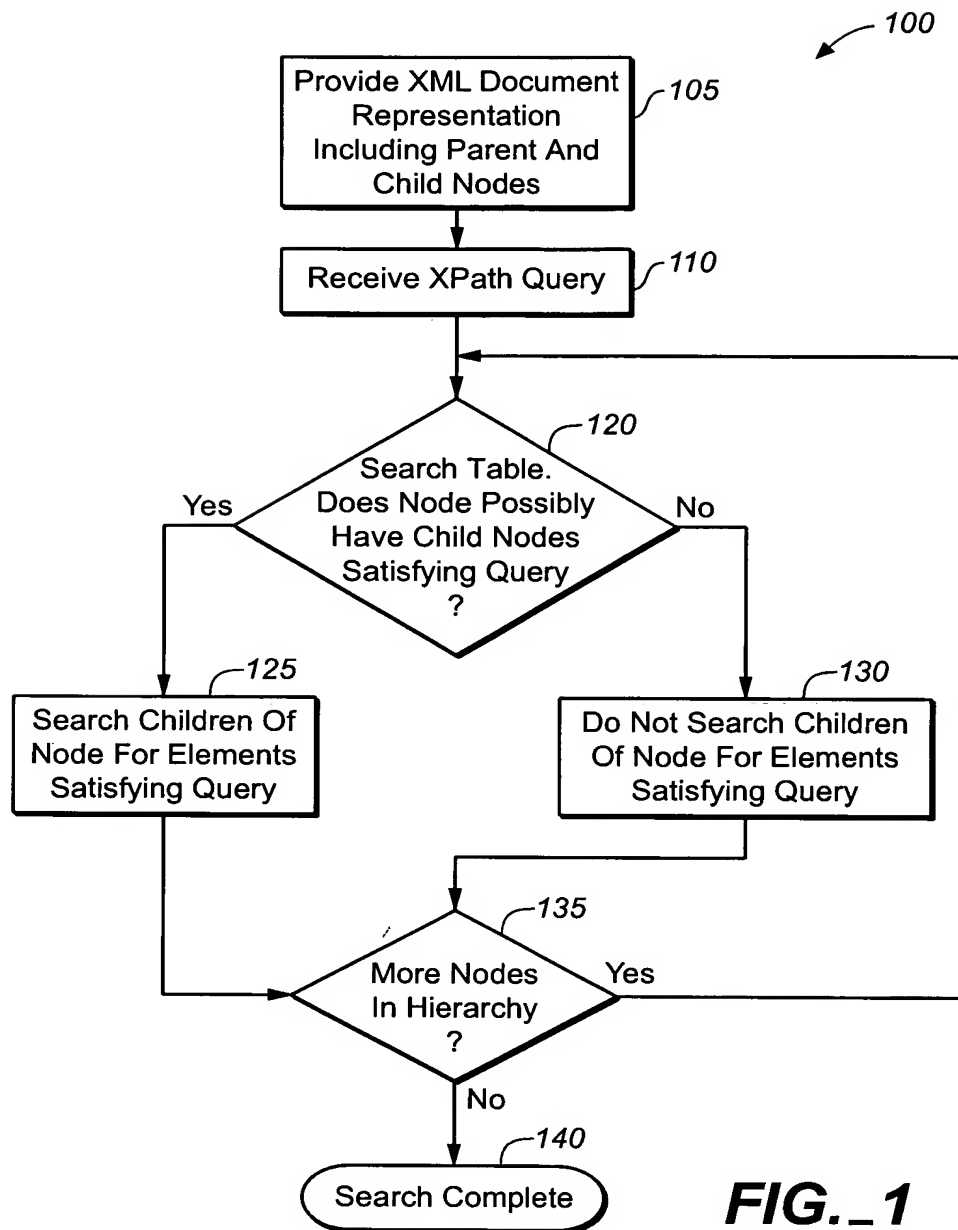 100
Provide XML Document
Representation
Including Parent And
Child Nodes
105
Receive XPath Query
110
120
Search Table.
Does Node Possibly
Have Child Nodes
Satisfying Query
?
Yes
No
125
Search Children Of
Node For Elements
Satisfying Query
130
Do Not Search Children
Of Node For Elements
Satisfying Query
135
More Nodes
In Hierarchy
?
Yes
No
140
Search Complete
FIG._1